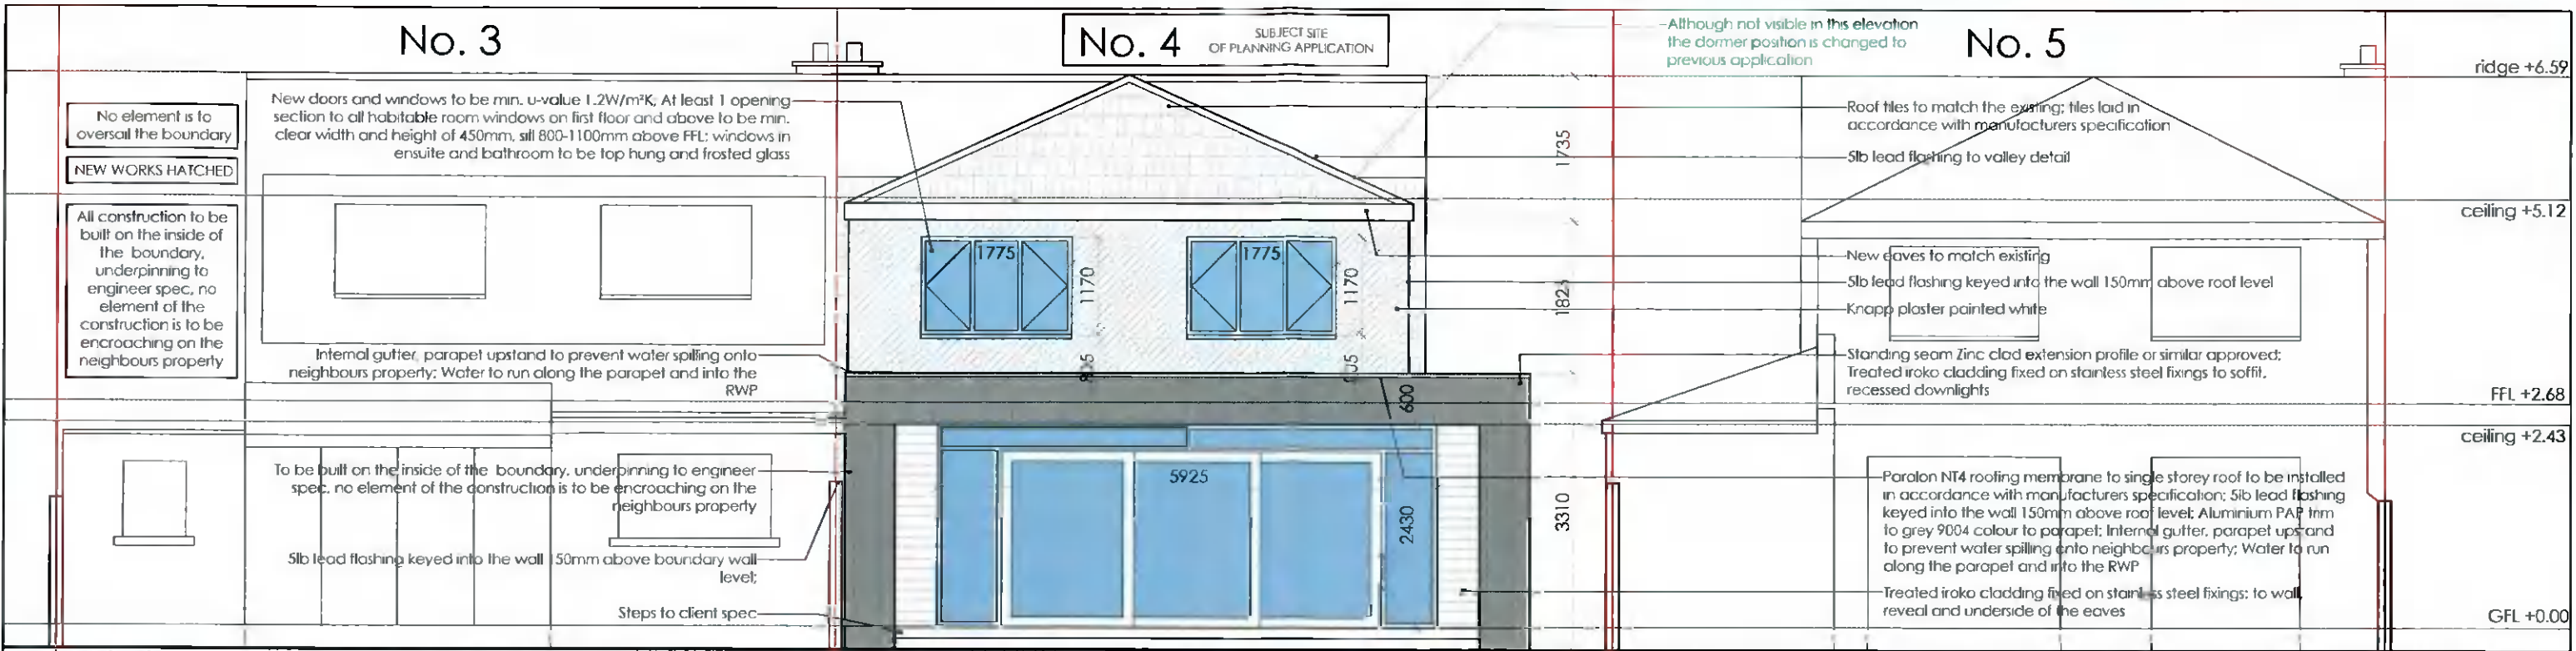 No. 3
No. 4
SUBJECT SITE
OF PLANNING APPLICATION
Although not visible in this elevation
the dormer position is changed to
previous application
No. 5
ridge +6.59
ceiling +5.12
FFL +2.68
ceiling +2.43
GFL +0.00
No element is to
oversail the boundary
NEW WORKS HATCHED
All construction to be
built on the inside of
the boundary,
underpinning to
engineer spec, no
element of the
construction is to be
encroaching on the
neighbours property
New doors and windows to be min. u-value 1.2W/m²K; At least 1 opening
section to all habitable room windows on first floor and above to be min.
clear width and height of 450mm, sill 800-1100mm above FFL; windows in
ensuite and bathroom to be top hung and frosted glass
Internal gutter, parapet upstand to prevent water spilling onto
neighbours property; Water to run along the parapet and into the
RWP
To be built on the inside of the boundary, underpinning to engineer
spec, no element of the construction is to be encroaching on the
neighbours property
5lb lead flashing keyed into the wall 150mm above boundary wall
level;
Steps to client spec
1775
1170
1775
1170
600
5925
2430
1735
1825
3310
Roof tiles to match the existing; tiles laid in
accordance with manufacturers specification
5lb lead flashing to valley detail
New eaves to match existing
5lb lead flashing keyed into the wall 150mm above roof level
Knapp plaster painted white
Standing seam Zinc clad extension profile or similar approved;
Treated iroko cladding fixed on stainless steel fixings to soffit,
recessed downlights
Paralon NT4 roofing membrane to single storey roof to be installed
in accordance with manufacturers specification; 5lb lead flashing
keyed into the wall 150mm above roof level; Aluminium PAP trim
to grey 9004 colour to parapet; Internal gutter, parapet upstand
to prevent water spilling onto neighbours property; Water to run
along the parapet and into the RWP
Treated iroko cladding fixed on stainless steel fixings; to wall,
reveal and underside of the eaves